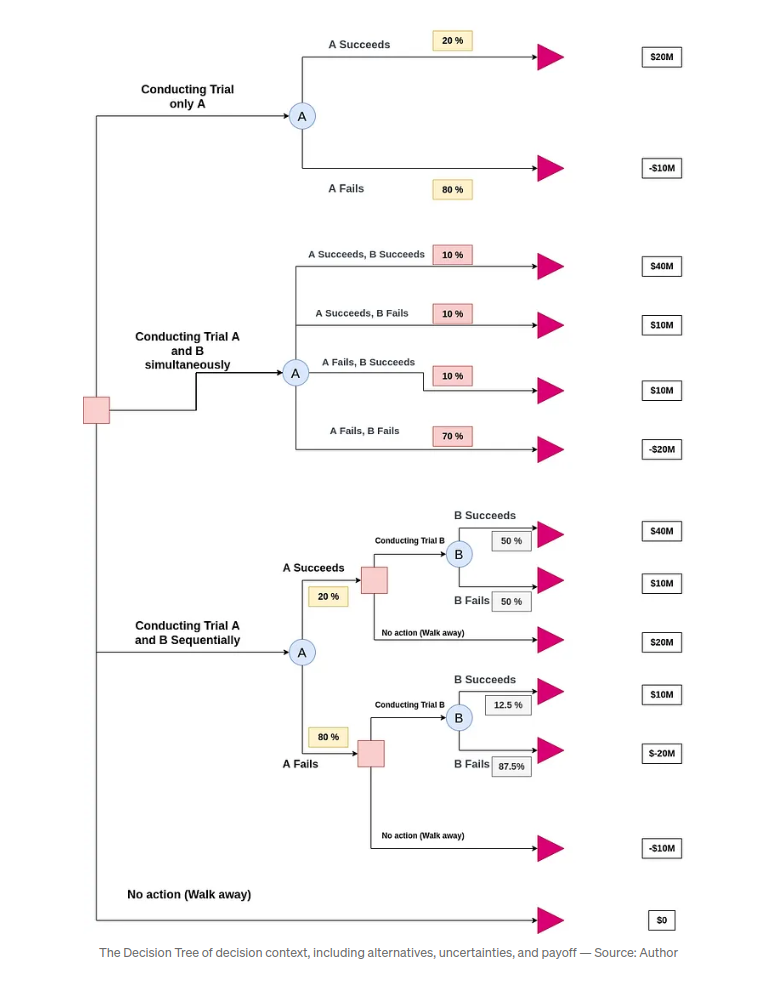 A Succeeds
20 %
$20M
Conducting Trial
only A
A
A Fails
80 %
-$10M
A Succeeds, B Succeeds
10 %
$40M
A Succeeds, B Fails
10 %
$10M
Conducting Trial A
and B
simultaneously
A
A Fails, B Succeeds
10 %
$10M
A Fails, B Fails
70 %
-$20M
B Succeeds
50 %
$40M
Conducting Trial B
B
A Succeeds
20 %
B Fails
50 %
$10M
No action (Walk away)
$20M
Conducting Trial A
and B Sequentially
A
B Succeeds
12.5 %
$10M
Conducting Trial B
B
80 %
A Fails
B Fails
87.5%
$-20M
No action (Walk away)
-$10M
No action (Walk away)
$0
The Decision Tree of decision context, including alternatives, uncertainties, and payoff — Source: Author